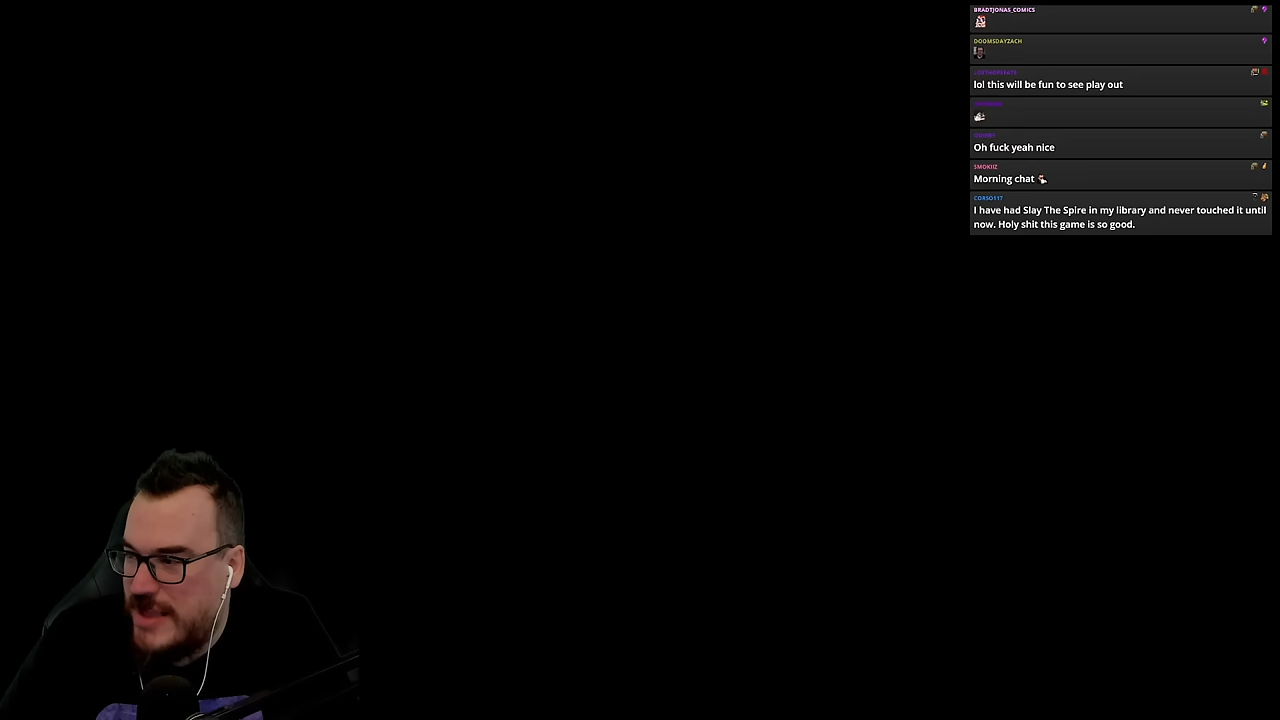 BRADTJONAS_COMICS
DOOMSDAYZACH
lol this will be fun to see play out
Oh fuck yeah nice
SMOKIIZ
Morning chat
CORSO117
I have had Slay The Spire in my library and never touched it until
now. Holy shit this game is so good.